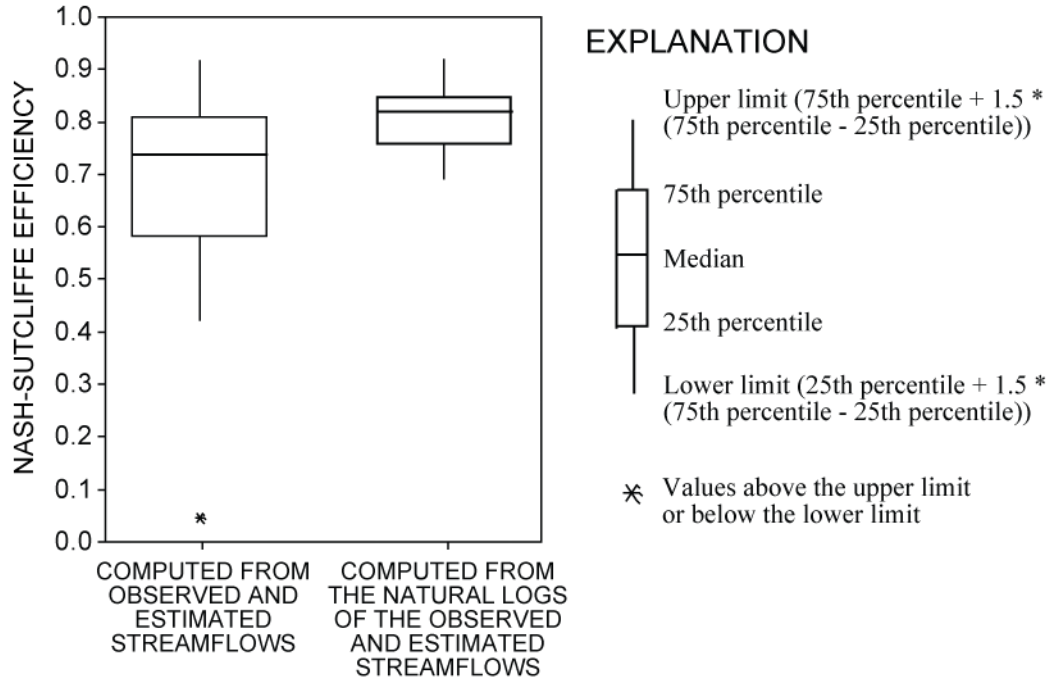 NASH-SUTCLIFFE EFFICIENCY
1.0
0.9
0.8
0.7
0.6
0.5
0.4
0.3
0.2
0.1
0.0
COMPUTED FROM
OBSERVED AND
ESTIMATED
STREAMFLOWS
COMPUTED FROM
THE NATURAL LOGS
OF THE OBSERVED
AND ESTIMATED
STREAMFLOWS
EXPLANATION
Upper limit (75th percentile + 1.5 *
(75th percentile - 25th percentile))
75th percentile
Median
25th percentile
Lower limit (25th percentile + 1.5 *
(75th percentile - 25th percentile))
Values above the upper limit
or below the lower limit